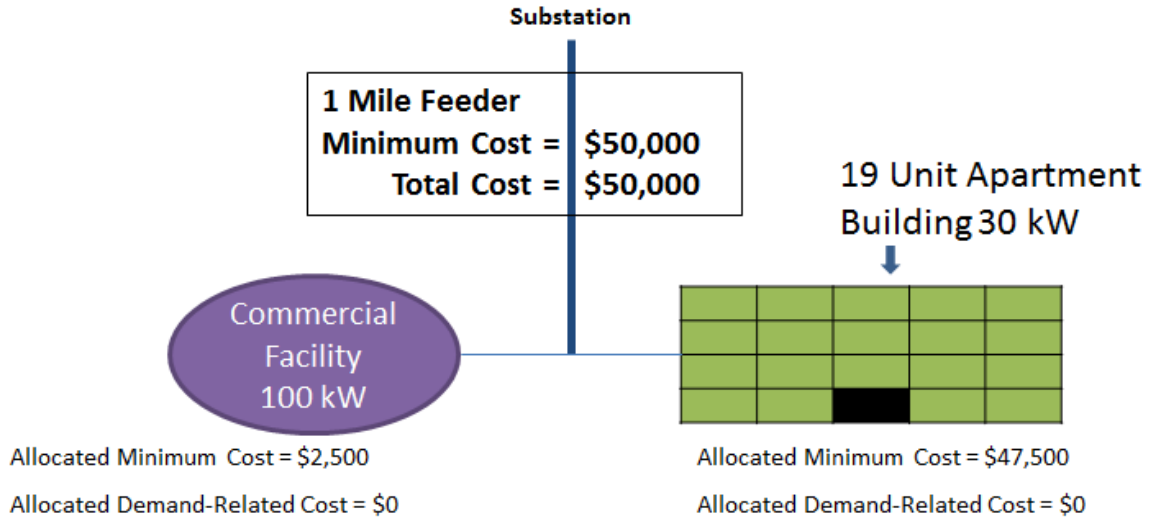 Substation
1 Mile Feeder
Minimum Cost = $50,000
Total Cost = $50,000
19 Unit Apartment
Building 30 kW
Commercial
Facility
100 kW
Allocated Minimum Cost = $2,500
Allocated Demand-Related Cost = $0
Allocated Minimum Cost = $47,500
Allocated Demand-Related Cost = $0